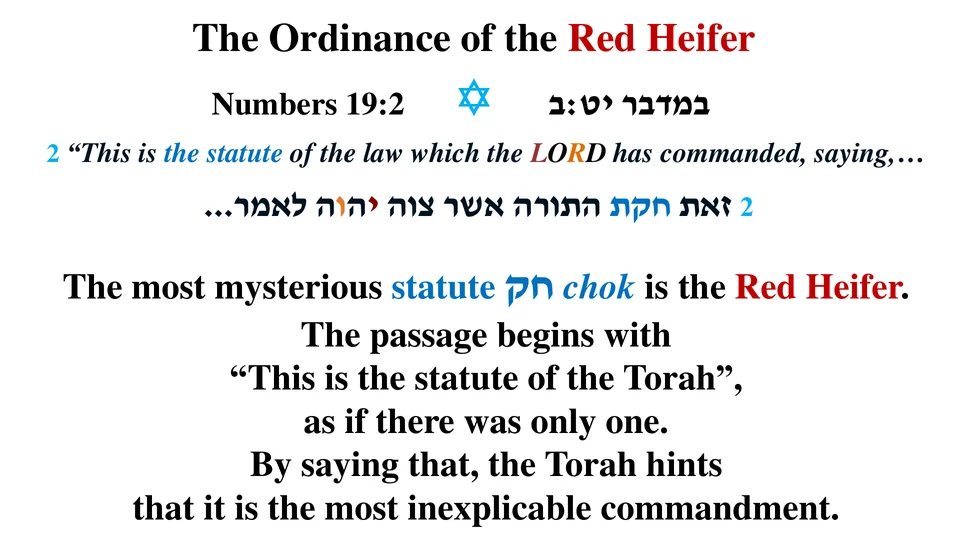 The Ordinance of the Red Heifer
Numbers 19:2 ✡ במדבר יט:ב
2 “This is the statute of the law which the LORD has commanded, saying,…
2 זאת חקת התורה אשר צוה יהוה לאמר...
The most mysterious statute חק chok is the Red Heifer.
The passage begins with
“This is the statute of the Torah”,
as if there was only one.
By saying that, the Torah hints
that it is the most inexplicable commandment.